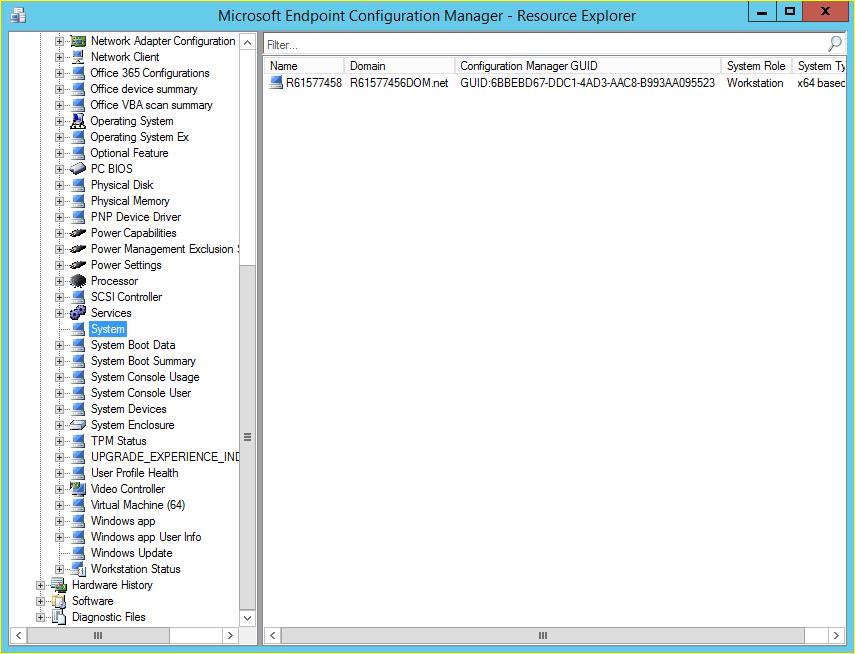 Microsoft Endpoint Configuration Manager - Resource Explorer
Network Adapter Configuration
Network Client
Office 365 Configurations
Office device summary
Office VBA scan summary
Operating System
Operating System Ex
Optional Feature
PC BIOS
Physical Disk
Physical Memory
PNP Device Driver
Power Capabilities
Power Management Exclusion
Power Settings
Processor
SCSI Controller
Services
System
System Boot Data
System Boot Summary
System Console Usage
System Console User
System Devices
System Enclosure
TPM Status
UPGRADE_EXPERIENCE_IND
User Profile Health
Video Controller
Virtual Machine (64)
Windows app
Windows app User Info
Windows Update
Workstation Status
Hardware History
Software
Diagnostic Files
Filter...
Name Domain Configuration Manager GUID System Role System Ty
R61577458 R61577456DOM.net GUID:6BBEBD67-DDC1-4AD3-AAC8-B993AA095523 Workstation x64 based